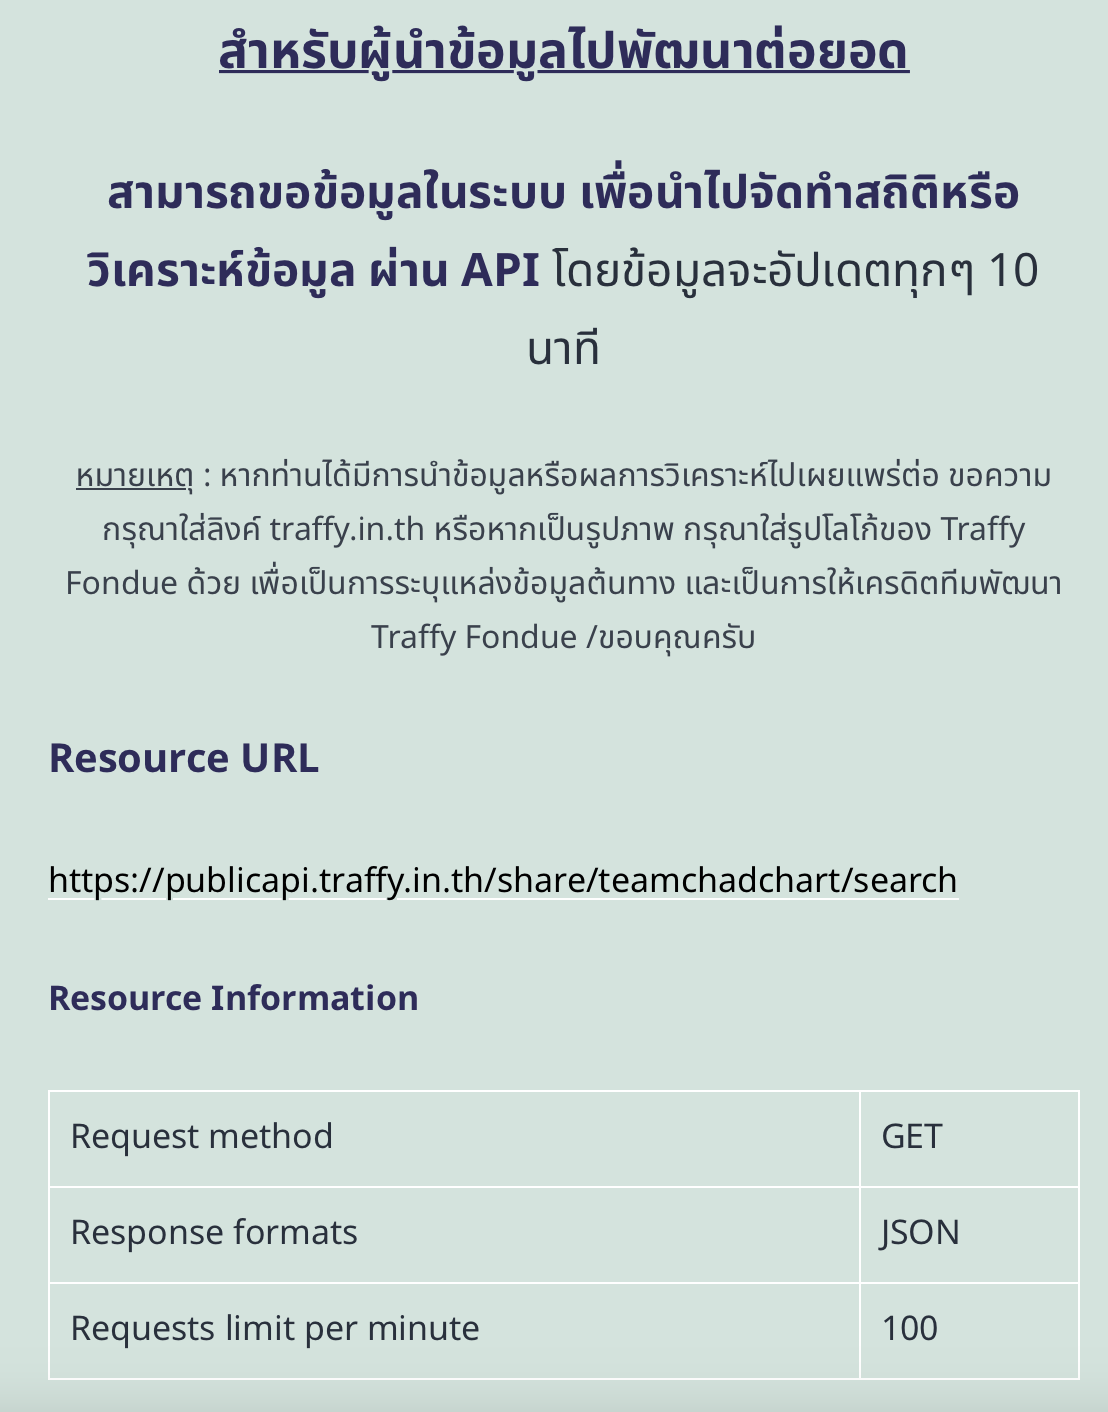 สำหรับผู้นำข้อมูลไปพัฒนาต่อยอด
สามารถขอข้อมูลในระบบ เพื่อนำไปจัดทำสถิติหรือ
วิเคราะห์ข้อมูล ผ่าน API โดยข้อมูลจะอัปเดตทุกๆ 10
นาที
หมายเหตุ : หากท่านได้มีการนำข้อมูลหรือผลการวิเคราะห์ไปเผยแพร่ต่อ ขอความ
กรุณาใส่ลิงค์ traffy.in.th หรือหากเป็นรูปภาพ กรุณาใส่รูปโลโก้ของ Traffy
Fondue ด้วย เพื่อเป็นการระบุแหล่งข้อมูลต้นทาง และเป็นการให้เครดิตทีมพัฒนา
Traffy Fondue /ขอบคุณครับ
Resource URL
https://publicapi.traffy.in.th/share/teamchadchart/search
Resource Information
Request method GET
Response formats JSON
Requests limit per minute 100